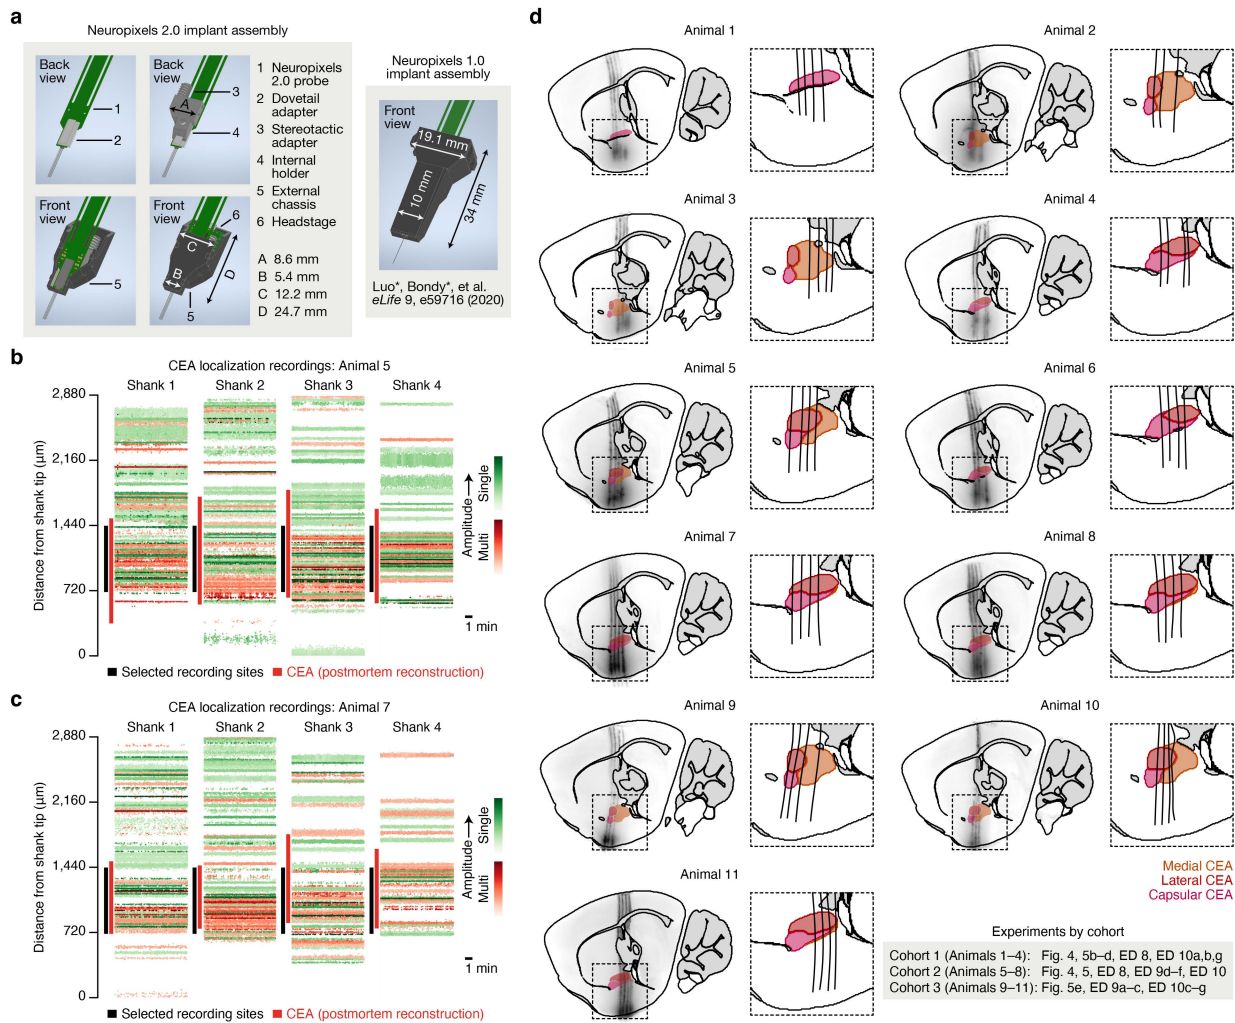 a
Neuropixels 2.0 implant assembly
Back view
Back view
1
2
3
A
4
1 Neuropixels 2.0 probe
2 Dovetail adapter
3 Stereotactic adapter
4 Internal holder
5 External chassis
6 Headstage
Front view
Front view
5
6
C
B
D
5
A 8.6 mm
B 5.4 mm
C 12.2 mm
D 24.7 mm
Neuropixels 1.0
implant assembly
Front view
19.1 mm
10 mm
34 mm
Luo*, Bondy*, et al.
eLife 9, e59716 (2020)
b
CEA localization recordings: Animal 5
Shank 1 Shank 2 Shank 3 Shank 4
Distance from shank tip (µm)
2,880
2,160
1,440
720
0
Amplitude
Single
Multi
1 min
Selected recording sites CEA (postmortem reconstruction)
c
CEA localization recordings: Animal 7
Shank 1 Shank 2 Shank 3 Shank 4
Distance from shank tip (µm)
2,880
2,160
1,440
720
0
Amplitude
Single
Multi
1 min
Selected recording sites CEA (postmortem reconstruction)
d
Animal 1
Animal 2
Animal 3
Animal 4
Animal 5
Animal 6
Animal 7
Animal 8
Animal 9
Animal 10
Animal 11
Medial CEA
Lateral CEA
Capsular CEA
Experiments by cohort
Cohort 1 (Animals 1–4): Fig. 4, 5b–d, ED 8, ED 10a,b,g
Cohort 2 (Animals 5–8): Fig. 4, 5, ED 8, ED 9d–f, ED 10
Cohort 3 (Animals 9–11): Fig. 5e, ED 9a–c, ED 10c–g